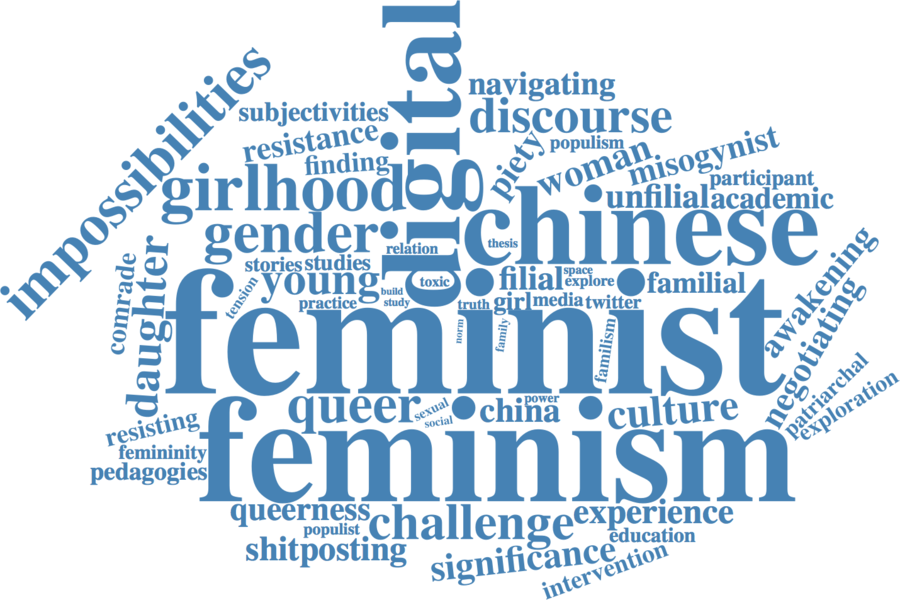 digital
impossibilities
navigating
subjectivities
discourse
resistance
populism
piety
woman
misogynist
finding
participant
girlhood
unfilial
academic
chinese
gender
thesis
relation
stories
studies
awakening
comrade
daughter
young
tension
toxic
filial
space
explore
familial
build
practice
study
truth
girl
media
twitter
negotiating
feminist
norm
family
familism
patriarchal
exploration
queer
sexual
social
china
power
culture
resisting
feminism
femininity
pedagogies
queerness
populist
challenge
experience
education
shitposting
significance
intervention